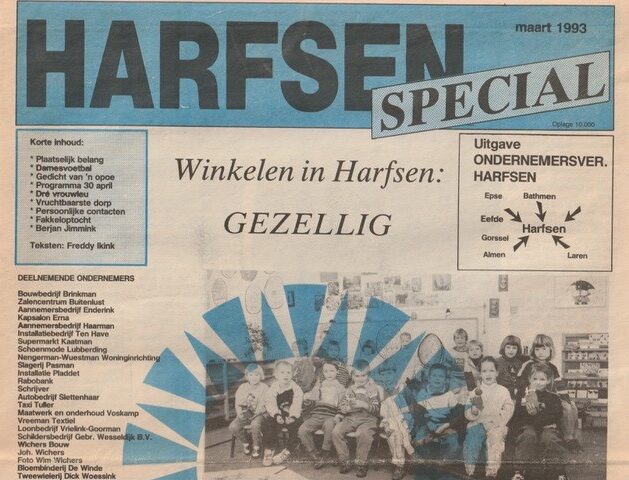 HARFSEN
maart 1993
SPECIAL
Oplage 10.000
Korte inhoud:
* Plaatselijk belang
* Damesvoetbal
* Gedicht van 'n opoe
* Programma 30 april
* Dré vrouwleu
* Vruchtbaarste dorp
* Persoonlijke contacten
* Fakkeloptocht
* Berjan Jimmink
Teksten: Freddy Ikink
Winkelen in Harfsen:
GEZELLIG
Uitgave
ONDERNEMERSVER.
HARFSEN
Epse
Bathmen
Eefde
Harfsen
Gorssel
Almen
Laren
DEELNEMENDE ONDERNEMERS
Bouwbedrijf Brinkman
Zalencentrum Buitenlust
Aannemersbedrijf Enderink
Kapsalon Erna
Aannemersbedrijf Haarman
Installatiebedrijf Ten Have
Supermarkt Kaatman
Schoenmode Lubberding
Nengerman-Wuestman Woninginrichting
Slagerij Pasman
Installatie Pladdet
Rabobank
Schrijver
Autobedrijf Slettenhaar
Taxi Tuller
Maatwerk en onderhoud Voskamp
Vreeman Textiel
Loonbedrijf Vrielink-Goorman
Schildersbedrijf Gebr. Wesseldijk B.V.
Wichers Bouw
Joh. Wichers
Foto Wim Wichers
Bloembinderij De Winde
Tweewielerij Dick Woessink